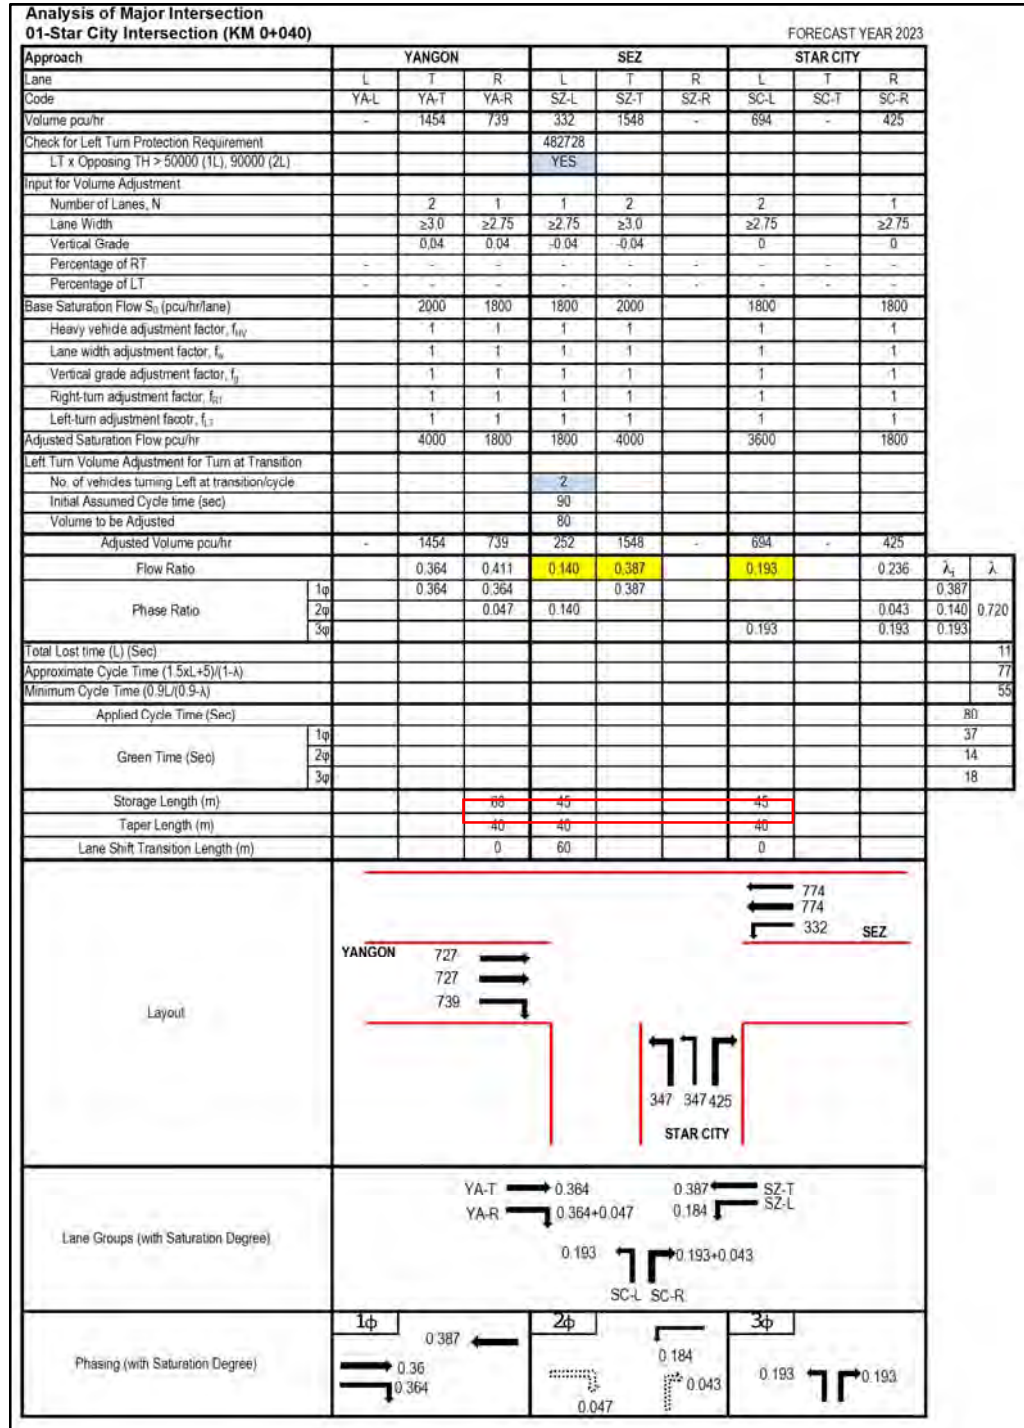 Analysis of Major Intersection
01-Star City Intersection (KM 0+040) FORECAST YEAR 2023
Approach YANGON SEZ STAR CITY
Lane L T R L T R L T R
Code YA-L YA-T YA-R SZ-L SZ-T SZ-R SC-L SC-T SC-R
Volume pcu/hr - 1454 739 332 1548 - 694 - 425
Check for Left Turn Protection Requirement 482728
LT x Opposing TH > 50000 (1L), 90000 (2L) YES
Input for Volume Adjustment
Number of Lanes, N 2 1 1 2 2 1
Lane Width ≥3.0 ≥2.75 ≥2.75 ≥3.0 ≥2.75 ≥2.75
Vertical Grade 0.04 0.04 -0.04 -0.04 0 0
Percentage of RT - - - - - - - - -
Percentage of LT - - - - - - - - -
Base Saturation Flow S₀ (pcu/hr/lane) 2000 1800 1800 2000 1800 1800
Heavy vehicle adjustment factor, fHV 1 1 1 1 1 1
Lane width adjustment factor, fw 1 1 1 1 1 1
Vertical grade adjustment factor, fg 1 1 1 1 1 1
Right-turn adjustment factor, fRT 1 1 1 1 1 1
Left-turn adjustment facotr, fLT 1 1 1 1 1 1
Adjusted Saturation Flow pcu/hr 4000 1800 1800 4000 3600 1800
Left Turn Volume Adjustment for Turn at Transition
No. of vehicles turning Left at transition/cycle 2
Initial Assumed Cycle time (sec) 90
Volume to be Adjusted 80
Adjusted Volume pcu/hr - 1454 739 252 1548 - 694 - 425
Flow Ratio 0.364 0.411 0.140 0.387 0.193 0.236 λ₁ λ
Phase Ratio
1φ 0.364 0.364 0.387 0.387
2φ 0.047 0.140 0.043 0.140 0.720
3φ 0.193 0.193 0.193
Total Lost time (L) (Sec) 11
Approximate Cycle Time (1.5xL+5)/(1-λ) 77
Minimum Cycle Time (0.9L/(0.9-λ) 55
Applied Cycle Time (Sec) 80
Green Time (Sec)
1φ 37
2φ 14
3φ 18
Storage Length (m) 68 45 45
Taper Length (m) 40 40 40
Lane Shift Transition Length (m) 0 60 0
Layout
774
774
332
SEZ
YANGON
727
727
739
347 347 425
STAR CITY
Lane Groups (with Saturation Degree)
YA-T 0.364 0.387 SZ-T
YA-R 0.364+0.047 0.184 SZ-L
0.193 0.193+0.043
SC-L SC-R
Phasing (with Saturation Degree)
1φ 2φ 3φ
0.387
0.36
0.364
0.184
0.043
0.047
0.193 0.193